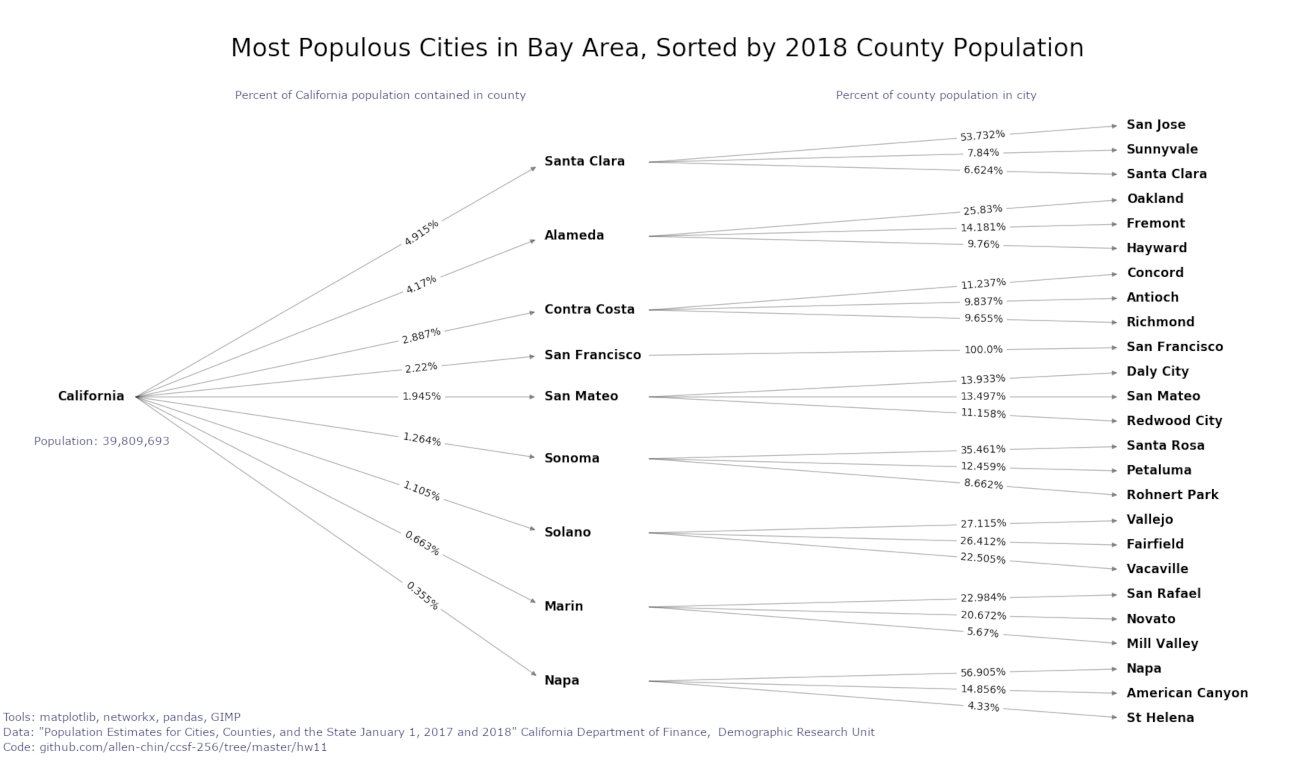 Most Populous Cities in Bay Area, Sorted by 2018 County Population
Percent of California population contained in county
Percent of county population in city
California
Population: 39,809,693
4.915%
Santa Clara
53.732%
San Jose
7.84%
Sunnyvale
6.624%
Santa Clara
4.17%
Alameda
25.83%
Oakland
14.181%
Fremont
9.76%
Hayward
2.887%
Contra Costa
11.237%
Concord
9.837%
Antioch
9.655%
Richmond
2.22%
San Francisco
100.0%
San Francisco
1.945%
San Mateo
13.933%
Daly City
13.497%
San Mateo
11.158%
Redwood City
1.264%
Sonoma
35.461%
Santa Rosa
12.459%
Petaluma
8.662%
Rohnert Park
1.105%
Solano
27.115%
Vallejo
26.412%
Fairfield
22.505%
Vacaville
0.663%
Marin
22.984%
San Rafael
20.672%
Novato
5.67%
Mill Valley
0.355%
Napa
56.905%
Napa
14.856%
American Canyon
4.33%
St Helena
Tools: matplotlib, networkx, pandas, GIMP
Data: "Population Estimates for Cities, Counties, and the State January 1, 2017 and 2018" California Department of Finance, Demographic Research Unit
Code: github.com/allen-chin/ccsf-256/tree/master/hw11